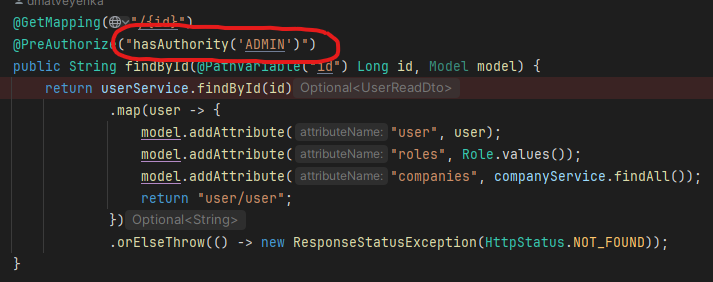 dmatveyenka
@GetMapping("/{id}")
@PreAuthorize("hasAuthority('ADMIN')")
public String findById(@PathVariable("id") Long id, Model model) {
return userService.findById(id) Optional<UserReadDto>
.map(user -> {
model.addAttribute( attributeName: "user", user);
model.addAttribute( attributeName: "roles", Role.values());
model.addAttribute( attributeName: "companies", companyService.findAll());
return "user/user";
}) Optional<String>
.orElseThrow(() -> new ResponseStatusException(HttpStatus.NOT_FOUND));
}